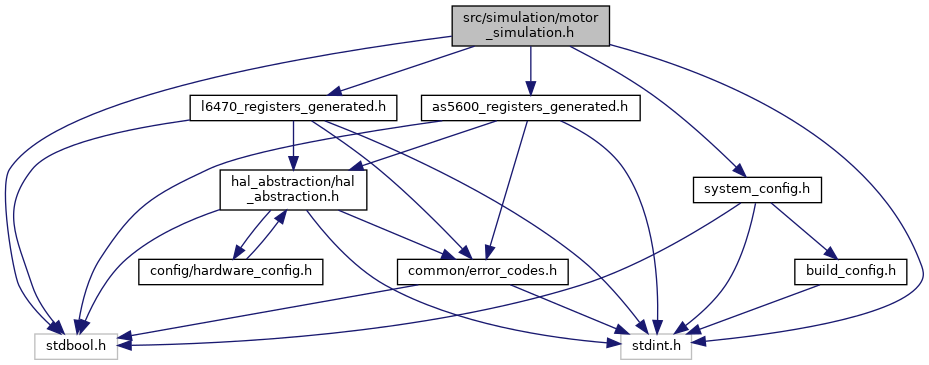 src/simulation/motor
_simulation.h
l6470_registers_generated.h
as5600_registers_generated.h
hal_abstraction/hal
_abstraction.h
system_config.h
config/hardware_config.h
common/error_codes.h
build_config.h
stdbool.h
stdint.h